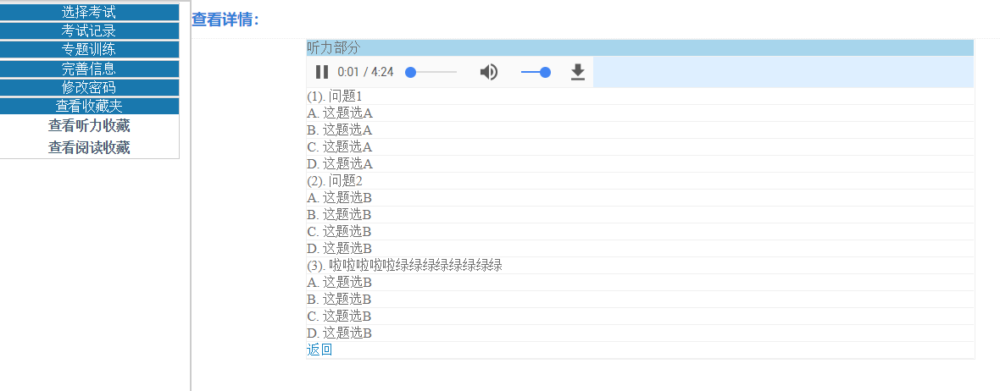 选择考试
考试记录
专题训练
完善信息
修改密码
查看收藏夹
查看听力收藏
查看阅读收藏
查看详情：
听力部分
0:01 / 4:24
(1). 问题1
A. 这题选A
B. 这题选A
C. 这题选A
D. 这题选A
(2). 问题2
A. 这题选B
B. 这题选B
C. 这题选B
D. 这题选B
(3). 啦啦啦啦啦绿绿绿绿绿绿绿绿
A. 这题选B
B. 这题选B
C. 这题选B
D. 这题选B
返回